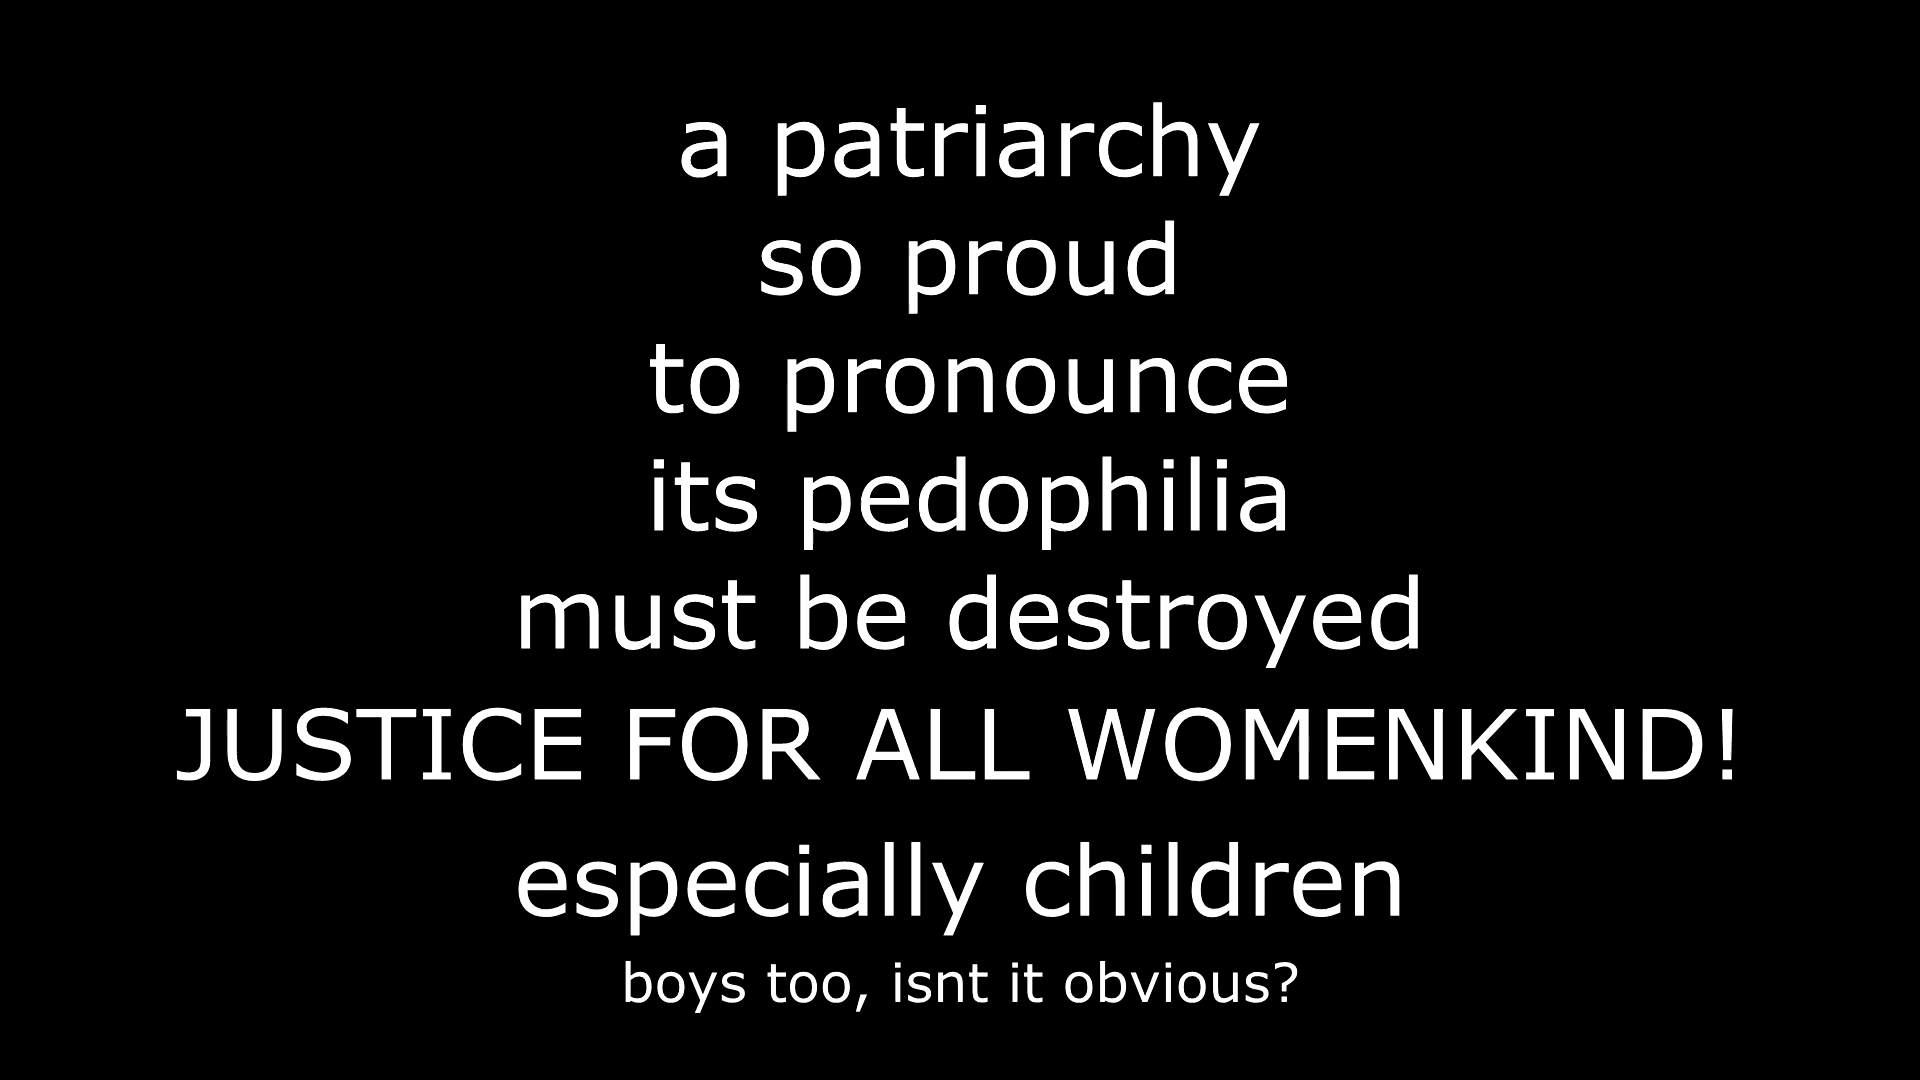 a patriarchy
so proud
to pronounce
its pedophilia
must be destroyed
JUSTICE FOR ALL WOMENKIND!
especially children
boys too, isnt it obvious?